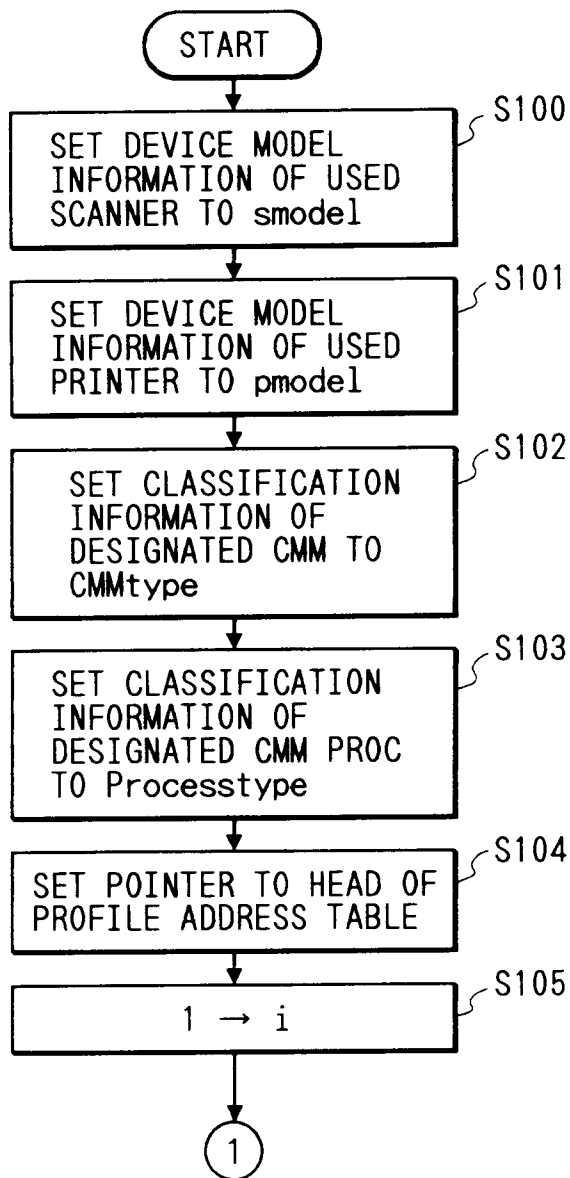 START
S100
SET DEVICE MODEL
INFORMATION OF USED
SCANNER TO smodel
S101
SET DEVICE MODEL
INFORMATION OF USED
PRINTER TO pmodel
S102
SET CLASSIFICATION
INFORMATION OF
DESIGNATED CMM TO
CMMtype
S103
SET CLASSIFICATION
INFORMATION OF
DESIGNATED CMM PROC
TO Processtype
S104
SET POINTER TO HEAD OF
PROFILE ADDRESS TABLE
S105
1 → i
1